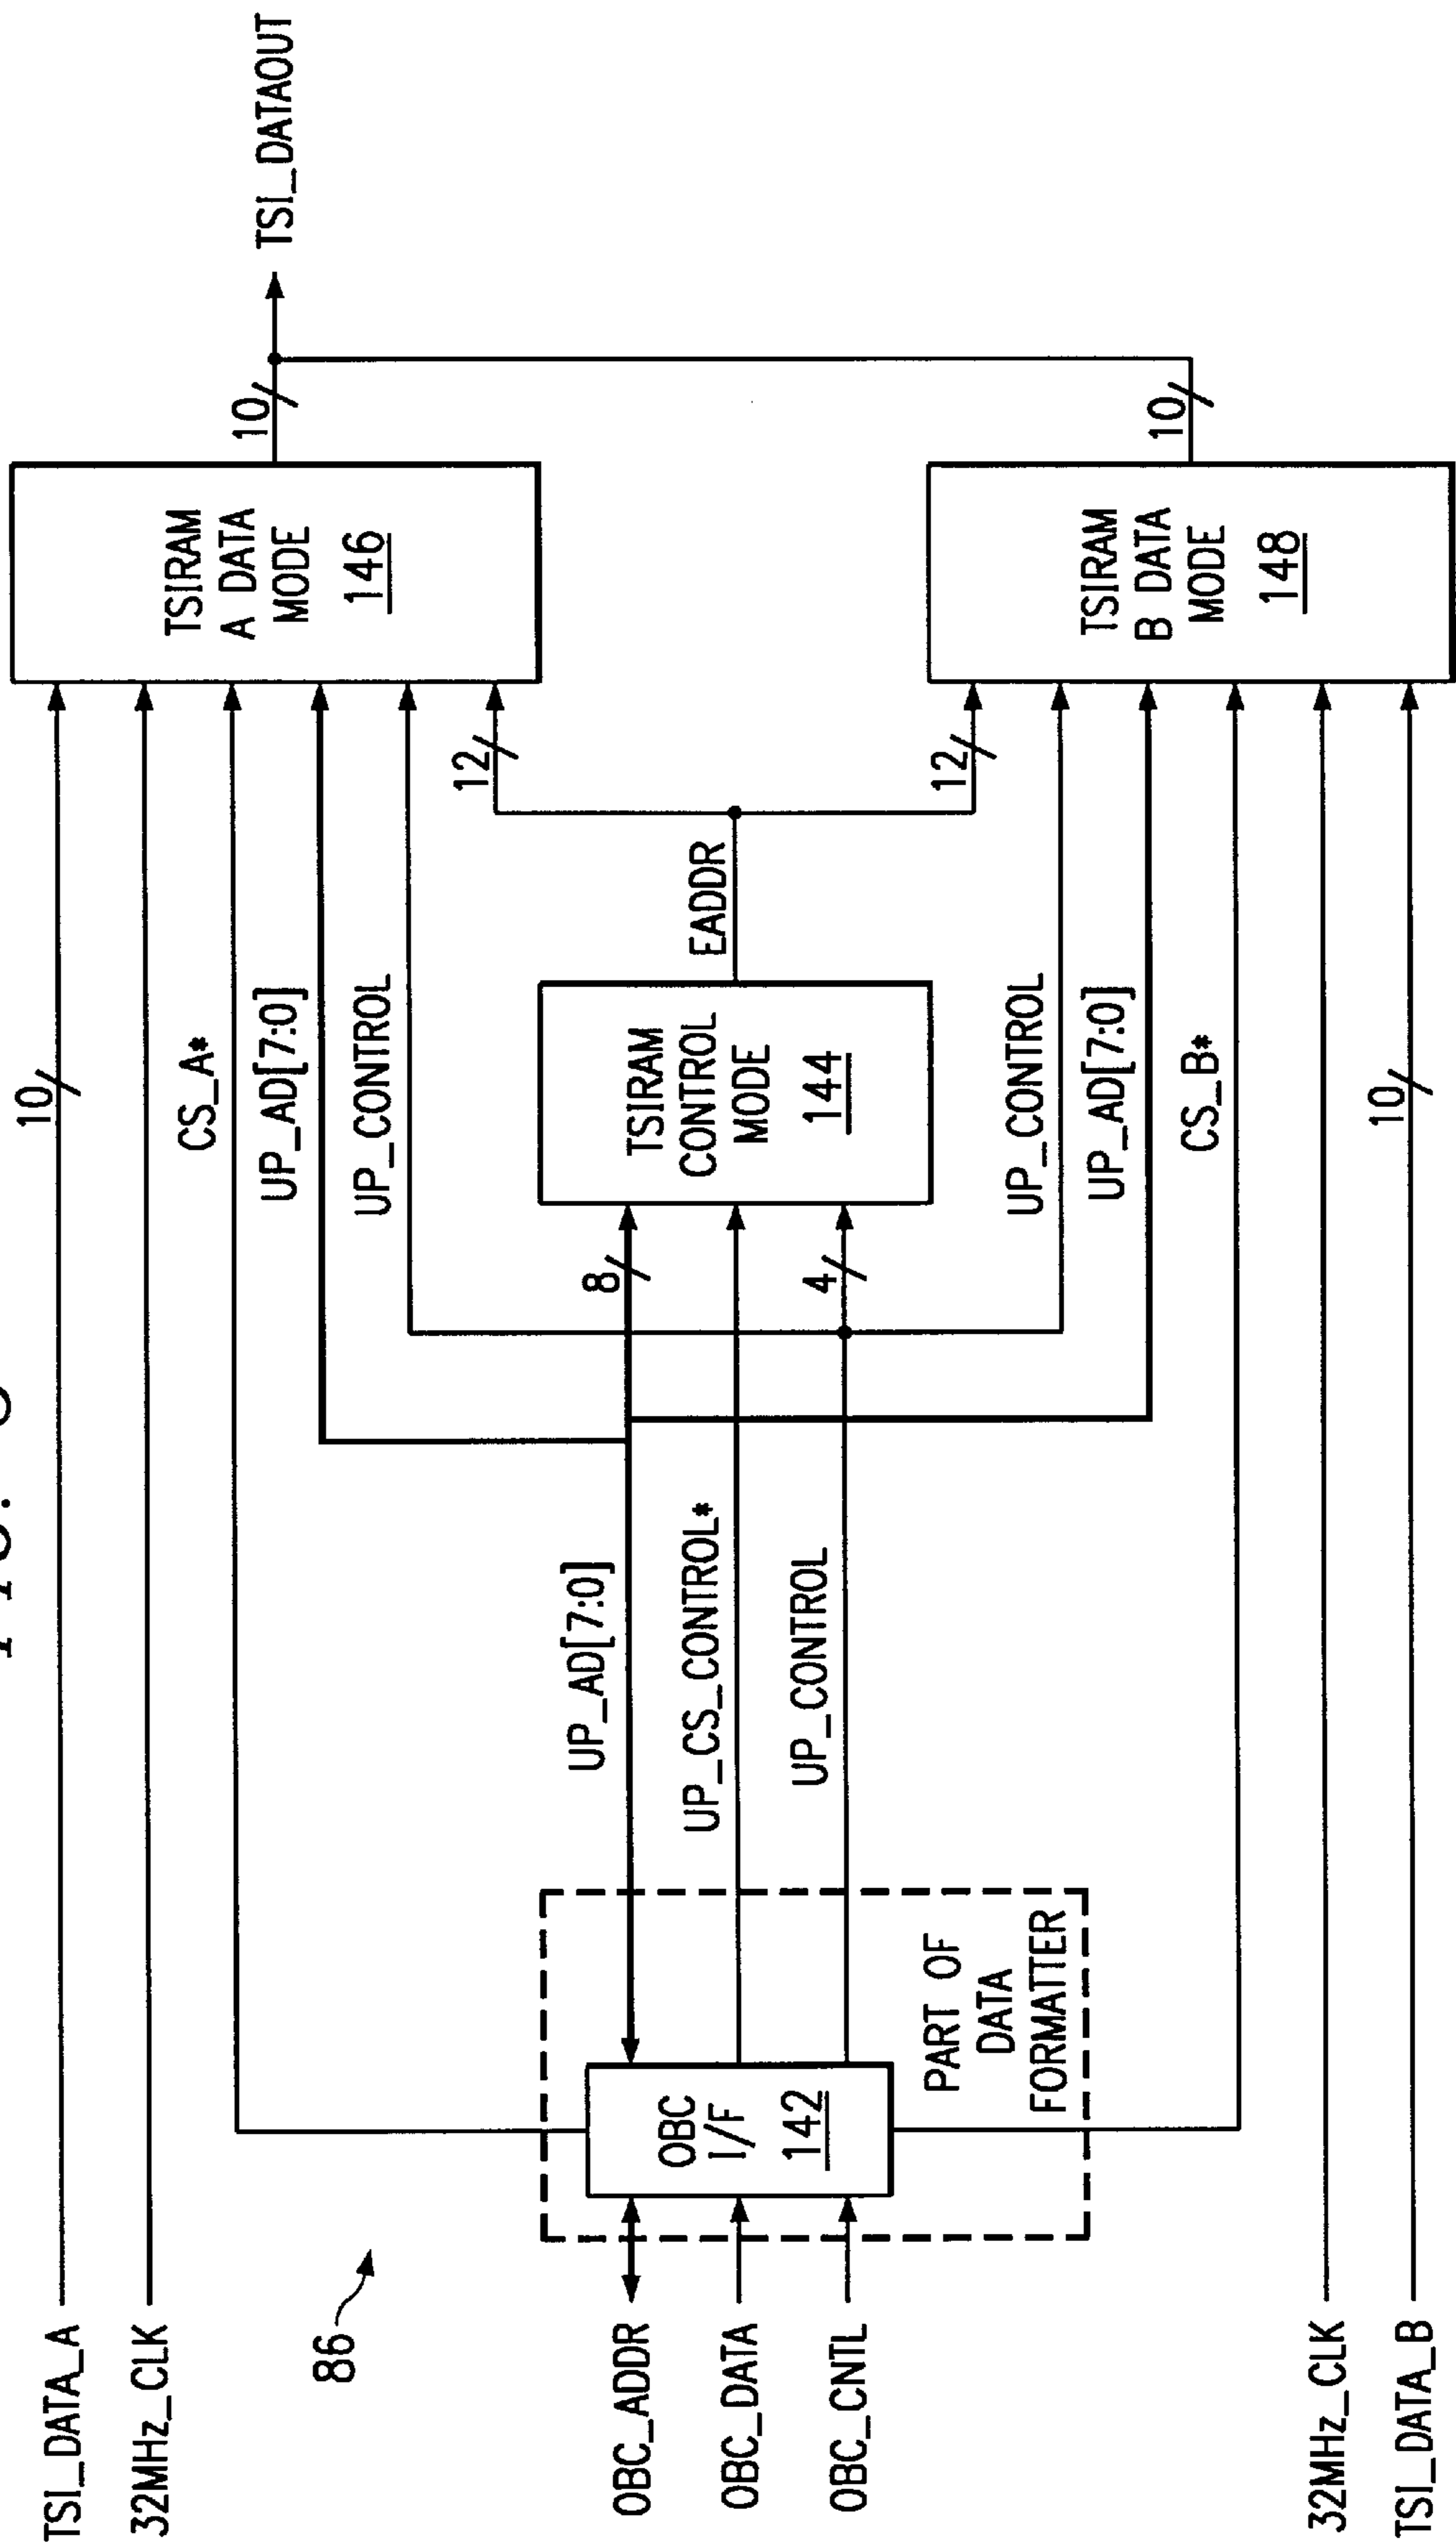 TSI_DATA_A
10
32MHz_CLK
CS_A*
UP_AD[7:0]
UP_CONTROL
12
TSIRAM
A DATA
MODE
146
10
TSI_DATAOUT
86
OBC_ADDR
OBC_DATA
OBC_CNTL
OBC
I/F
142
PART OF
DATA
FORMATTER
UP_AD[7:0]
UP_CS_CONTROL*
UP_CONTROL
8
4
TSIRAM
CONTROL
MODE
144
EADDR
12
UP_CONTROL
UP_AD[7:0]
CS_B*
32MHz_CLK
TSI_DATA_B
10
TSIRAM
B DATA
MODE
148
10